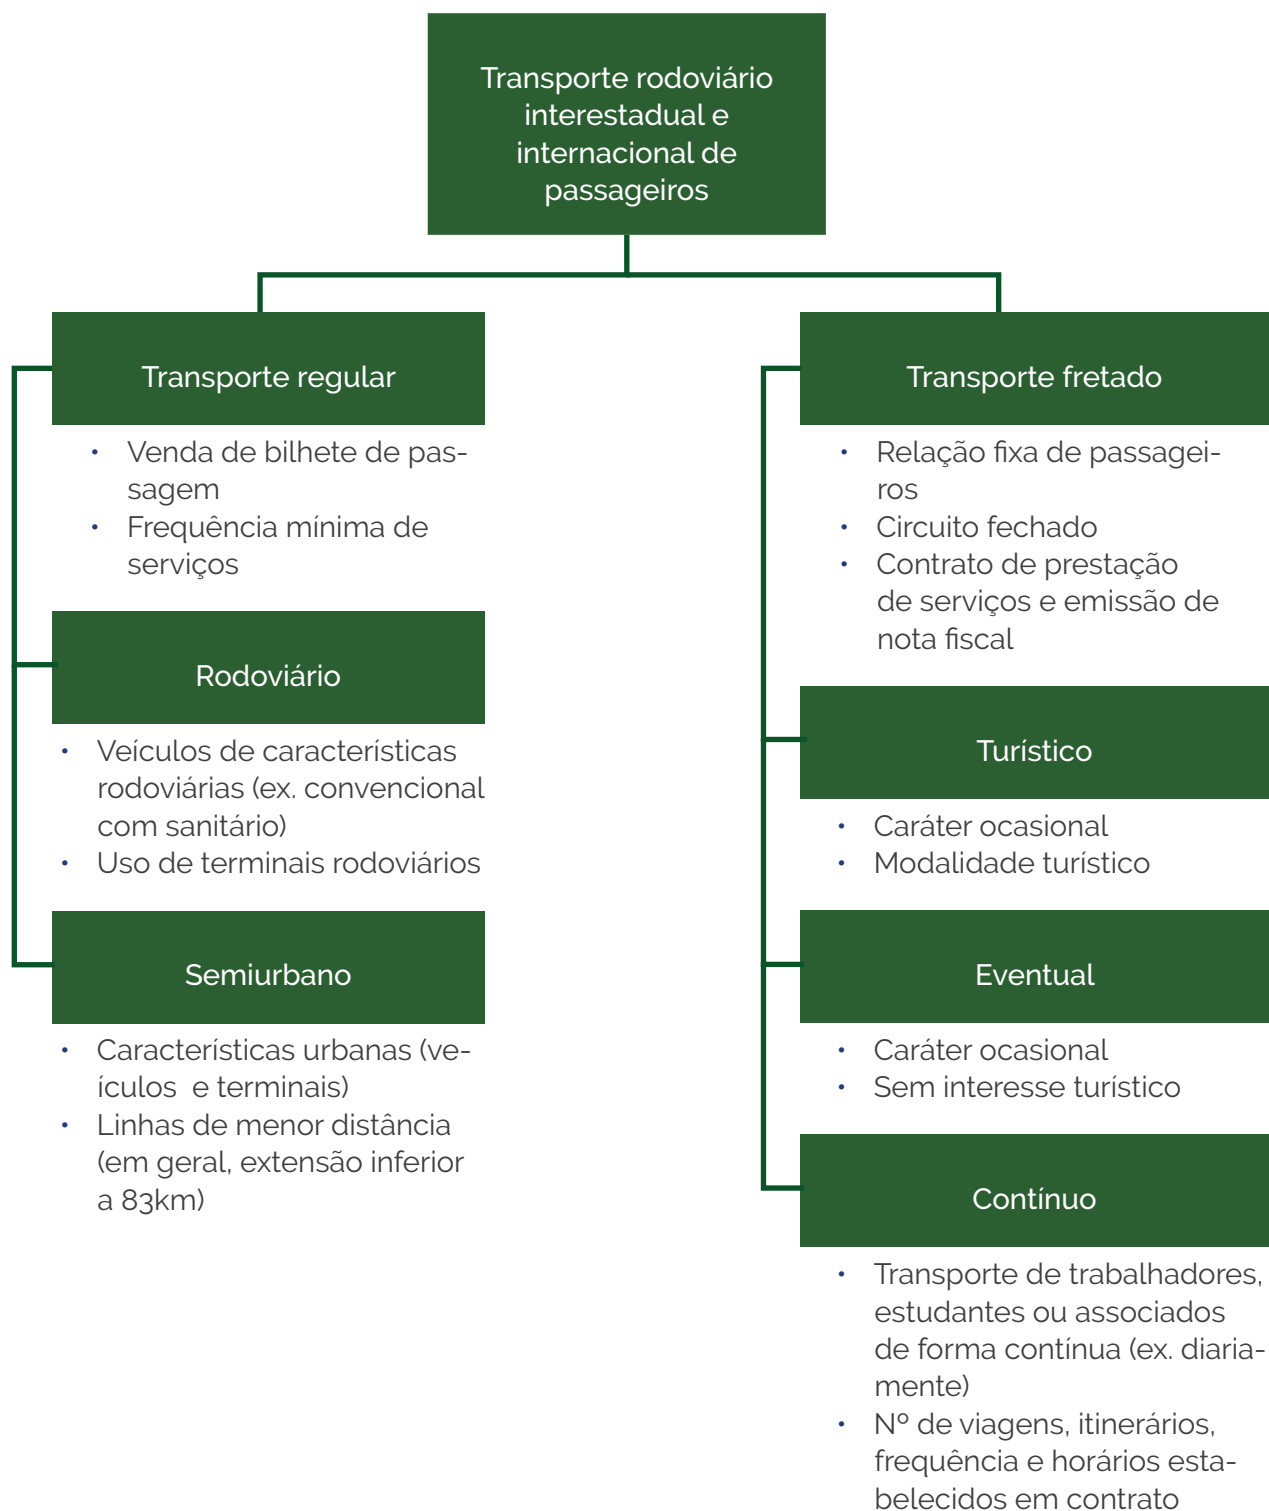 Transporte rodoviário
interestadual e
internacional de
passageiros
Transporte regular
• Venda de bilhete de pas-
sagem
• Frequência mínima de
serviços
Rodoviário
• Veículos de características
rodoviárias (ex. convencional
com sanitário)
• Uso de terminais rodoviários
Semiurbano
• Características urbanas (ve-
ículos e terminais)
• Linhas de menor distância
(em geral, extensão inferior
a 83km)
Transporte fretado
• Relação fixa de passagei-
ros
• Circuito fechado
• Contrato de prestação
de serviços e emissão de
nota fiscal
Turístico
• Caráter ocasional
• Modalidade turístico
Eventual
• Caráter ocasional
• Sem interesse turístico
Contínuo
• Transporte de trabalhadores,
estudantes ou associados
de forma contínua (ex. diaria-
mente)
• Nº de viagens, itinerários,
frequência e horários esta-
belecidos em contrato